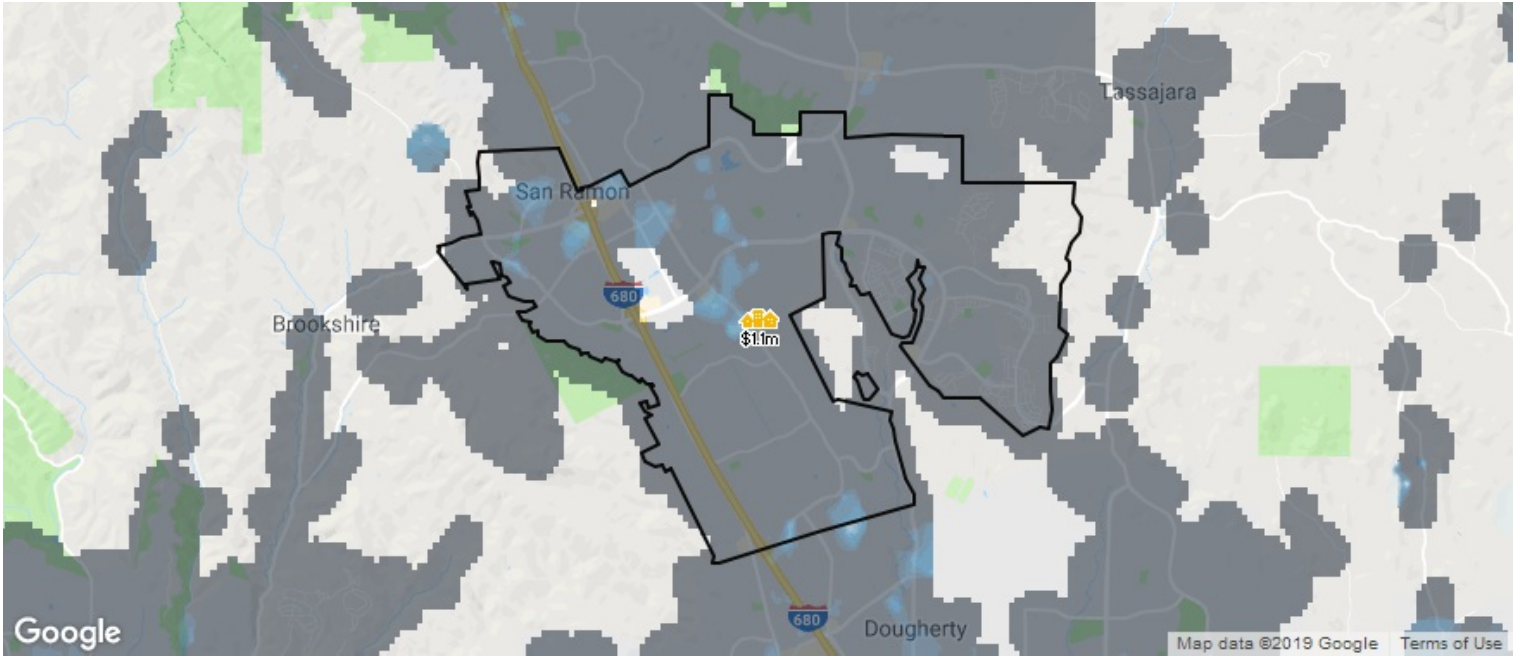 Tassajara
San Ramon
680
Brookshire
$1.1m
680
Dougherty
Google
Map data ©2019 Google
Terms of Use